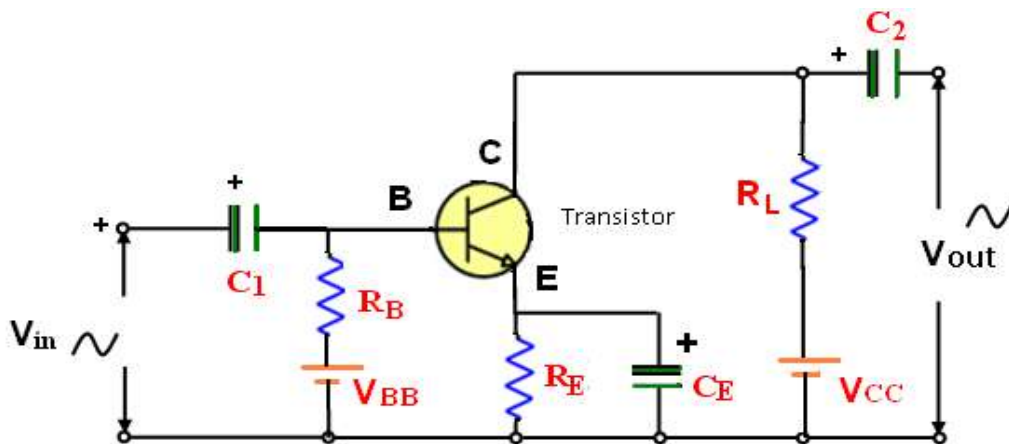 C2
+
C
RL
B
Transistor
+
+
Vout
E
C1
RB
+
Vin
VBB
RE
CE
VCC